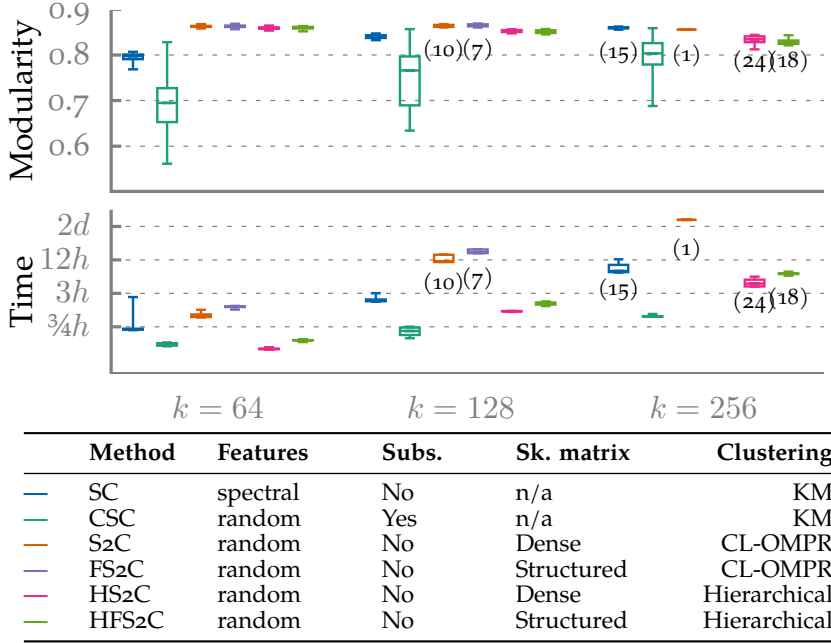 Modularity
0.9
0.8
0.7
0.6
(10)(7)
(15)
(1)
(24)(18)
Time
2d
12h
3h
¾h
(10)(7)
(15)
(1)
(24)(18)
k = 64
k = 128
k = 256
Method Features Subs. Sk. matrix Clustering
SC spectral No n/a KM
CSC random Yes n/a KM
S2C random No Dense CL-OMPR
FS2C random No Structured CL-OMPR
HS2C random No Dense Hierarchical
HFS2C random No Structured Hierarchical